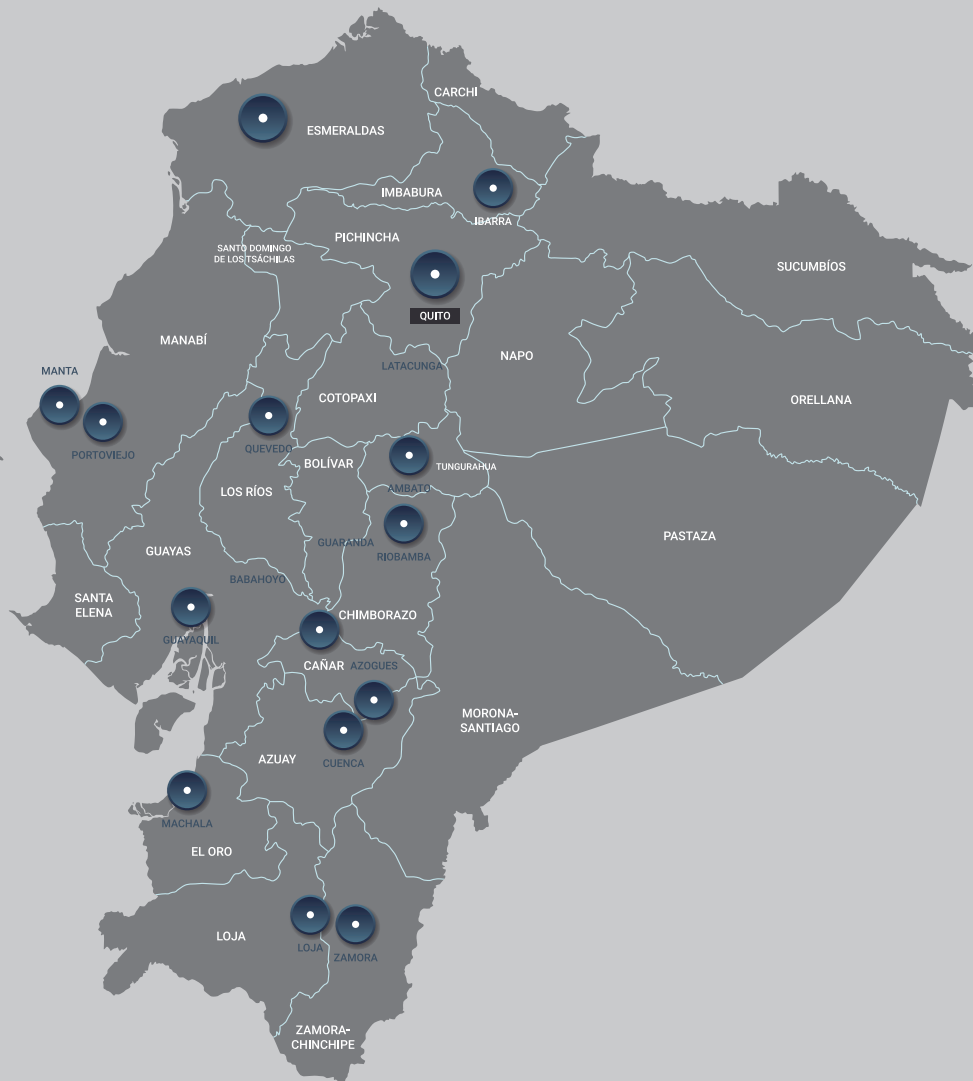 CARCHÍ
ESMERALDAS
IMBABURA
IBARRA
PICHINCHA
SANTO DOMINGO
DE LOS TSÁCHILAS
SUCUMBÍOS
QUITO
MANABÍ
NAPO
LATACUNGA
MANTA
COTOPAXI
ORELLANA
QUEVEDO
PORTOVIEJO
BOLÍVAR
TUNGURAHUA
AMBATO
LOS RÍOS
PASTAZA
GUARANDA
GUAYAS
RIOBAMBA
BABAHOYO
SANTA
ELENA
CHIMBORAZO
GUAYAQUIL
CAÑAR
AZOGUES
MORONA-
SANTIAGO
AZUAY
CUENCA
MACHALA
EL ORO
LOJA
LOJA
ZAMORA
ZAMORA-
CHINCHIPE